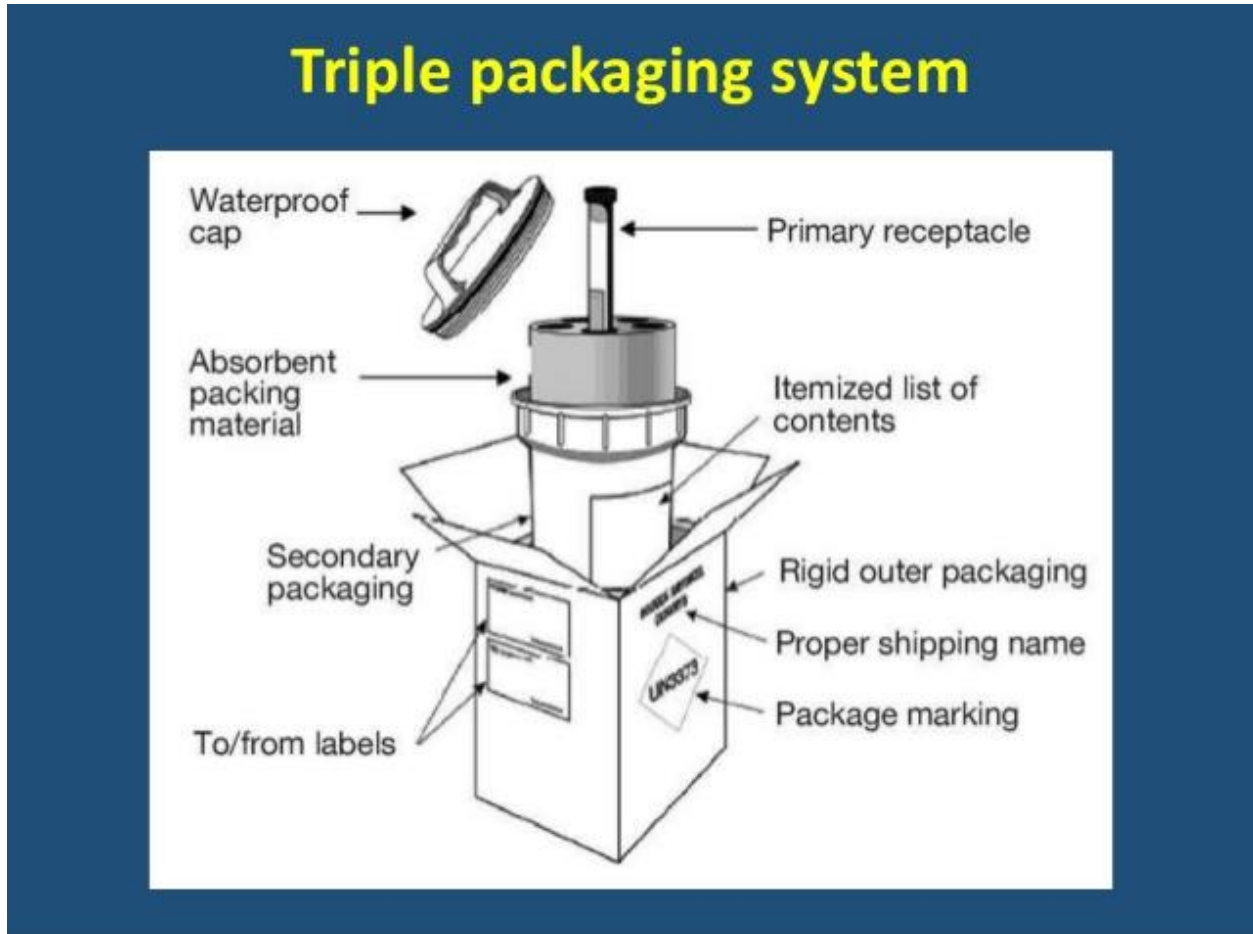 Triple packaging system
Waterproof
cap
Primary receptacle
Absorbent
packing
material
Itemized list of
contents
Secondary
packaging
Rigid outer packaging
Proper shipping name
UN3373
Package marking
To/from labels